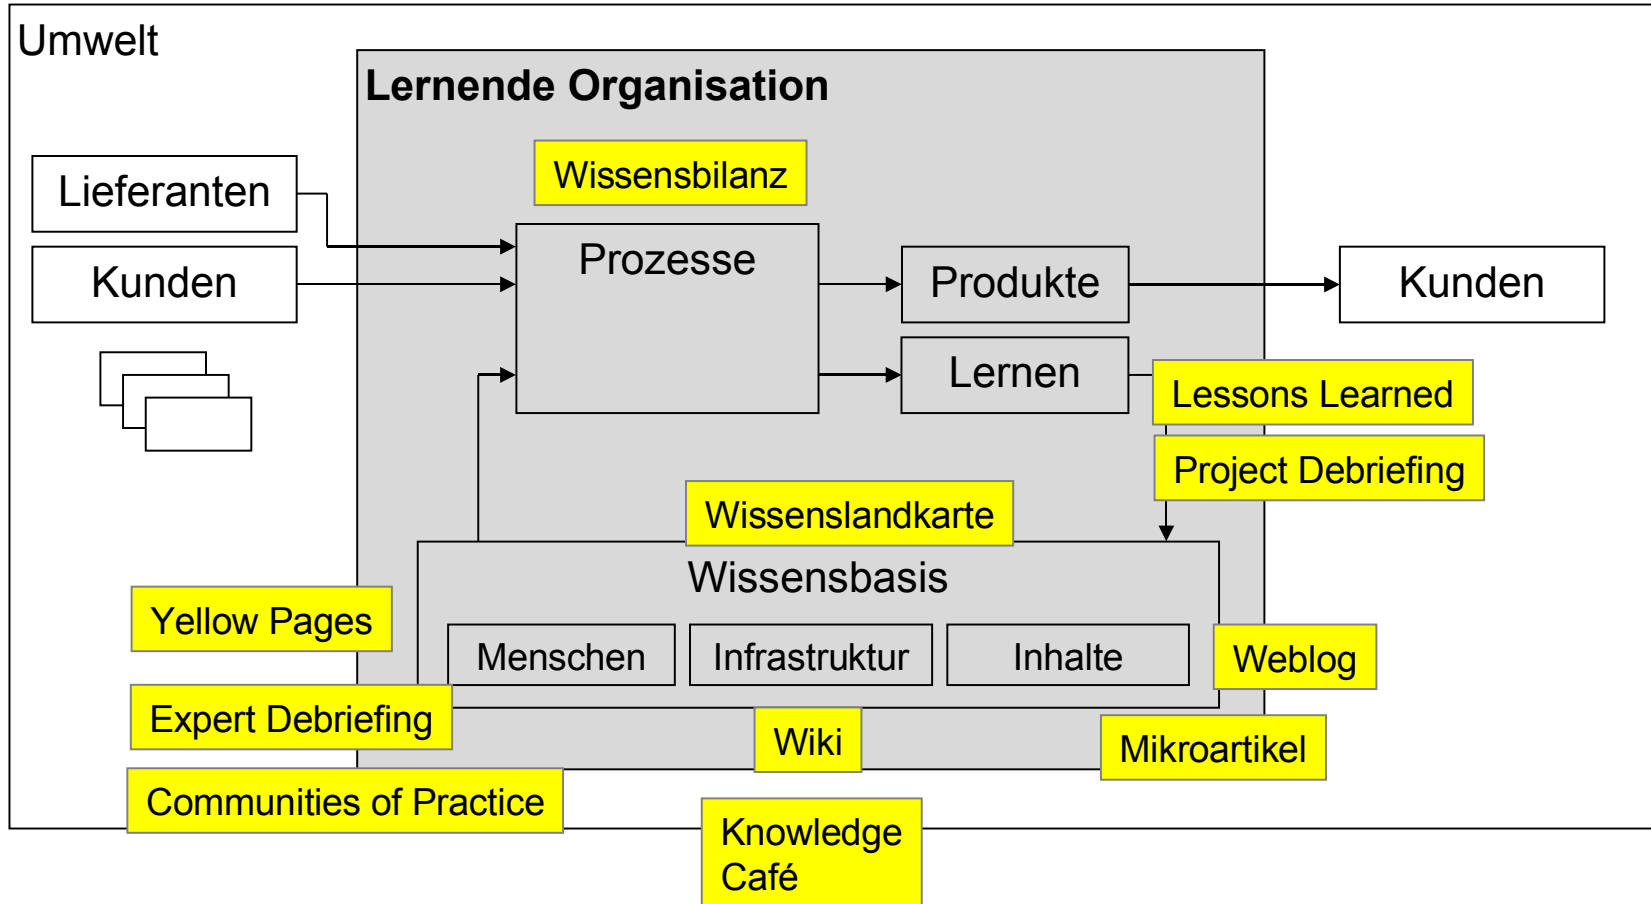 Umwelt
Lernende Organisation
Wissensbilanz
Lieferanten
Prozesse
Kunden
Produkte
Kunden
Lernen
Lessons Learned
Project Debriefing
Wissenslandkarte
Wissensbasis
Yellow Pages
Menschen
Infrastruktur
Inhalte
Weblog
Expert Debriefing
Wiki
Mikroartikel
Communities of Practice
Knowledge
Café